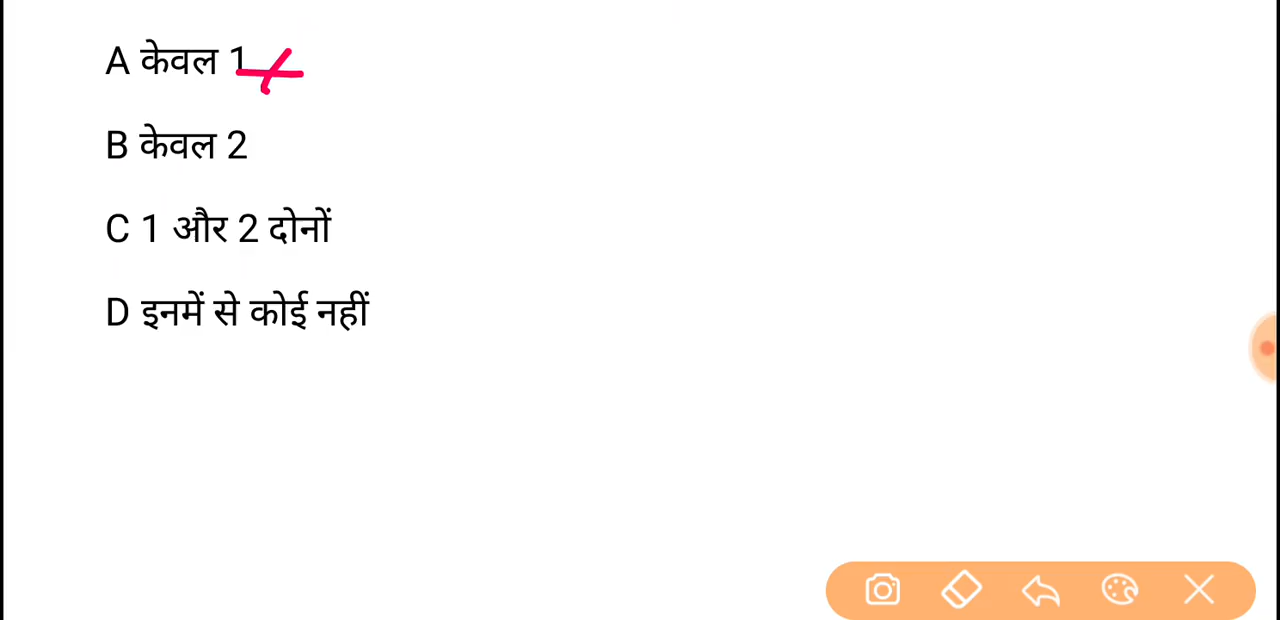 A केवल 1
B केवल 2
C 1 और 2 दोनों
D इनमें से कोई नहीं